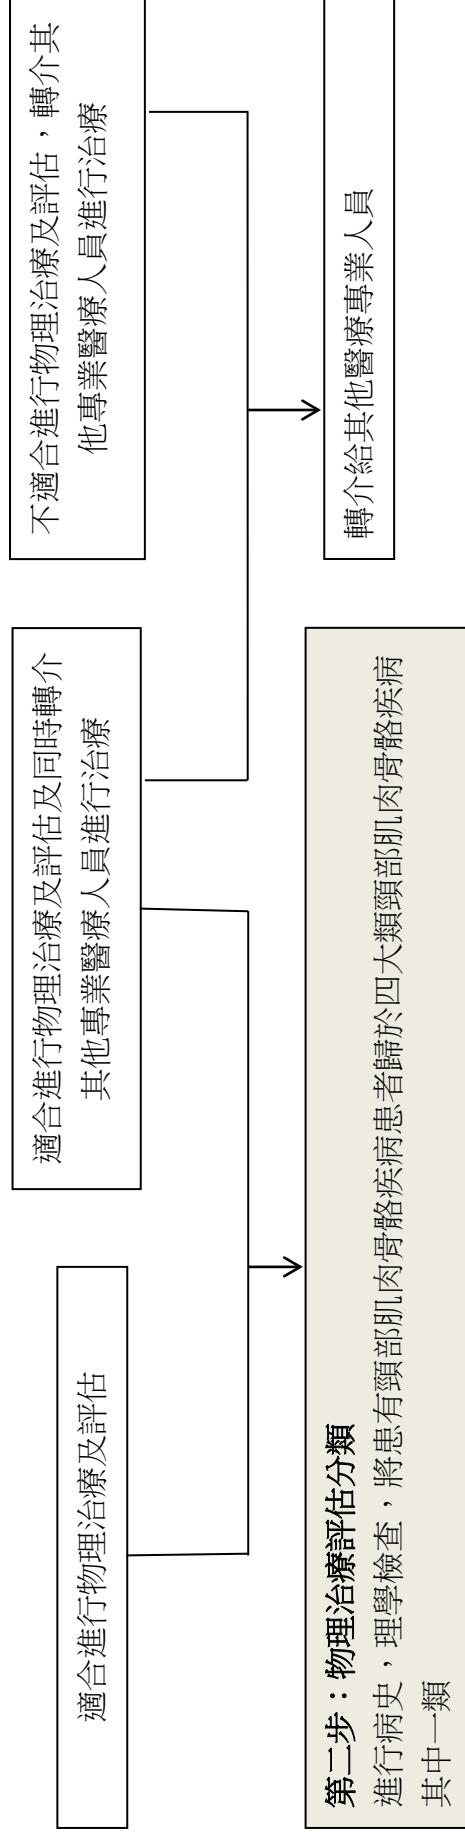 適合進行物理治療及評估
適合進行物理治療及評估及同時轉介
其他專業醫療人員進行治療
不適合進行物理治療及評估，轉介其
他專業醫療人員進行治療
第二步：物理治療評估分類
進行病史，理學檢查，將患有頸部肌肉骨骼疾病患者歸於四大類頸部肌肉骨骼疾病
其中一類
轉介給其他醫療專業人員